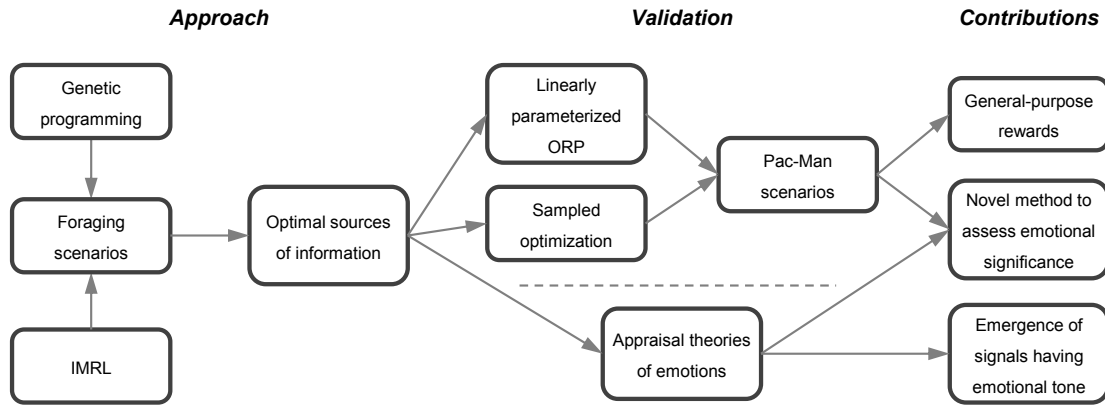 Approach
Validation
Contributions
Genetic
programming
Foraging
scenarios
IMRL
Optimal sources
of information
Linearly
parameterized
ORP
Sampled
optimization
Appraisal theories
of emotions
Pac-Man
scenarios
General-purpose
rewards
Novel method to
assess emotional
significance
Emergence of
signals having
emotional tone